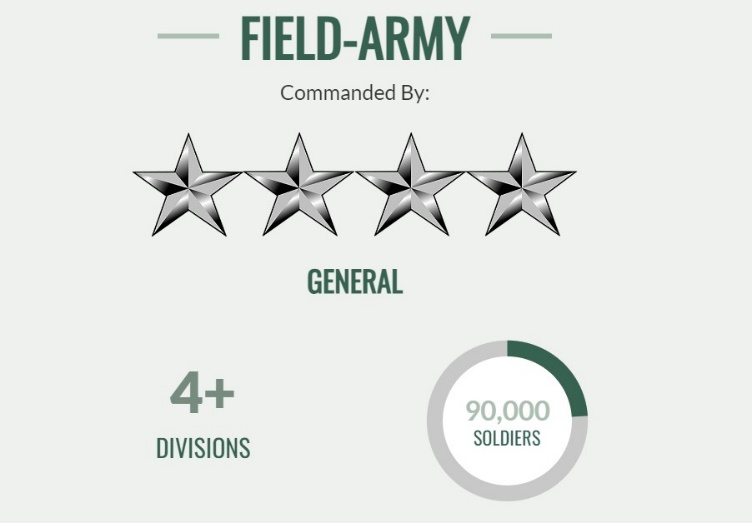 FIELD-ARMY
Commanded By:
GENERAL
4+
DIVISIONS
90,000
SOLDIERS